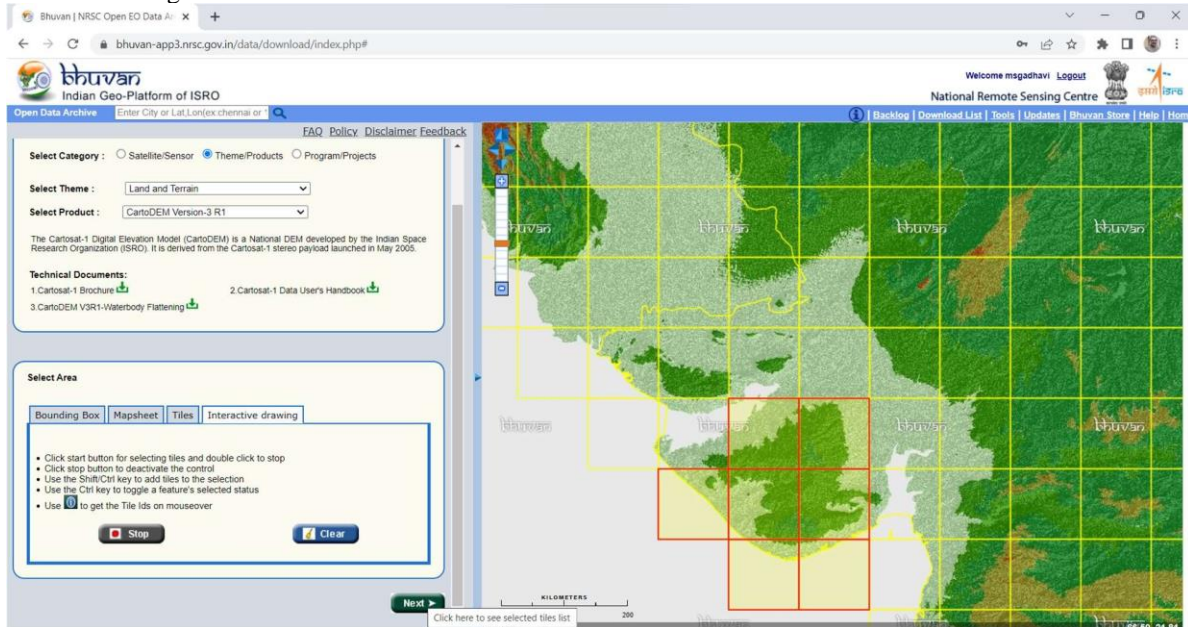 Bhuvan | NRSC Open EO Data Ar
bhuvan-app3.nrsc.gov.in/data/download/index.php#
bhuvan
Indian Geo-Platform of ISRO
Welcome msgadhavi Logout
National Remote Sensing Centre
इसरो isro
Open Data Archive Enter City or Lat,Lon(ex:chennai or
| Backlog | Download List | Tools | Updates | Bhuvan Store | Help | Hom
FAQ Policy Disclaimer Feedback
Select Category : Satellite/Sensor Theme/Products Program/Projects
Select Theme : Land and Terrain
Select Product : CartoDEM Version-3 R1
The Cartosat-1 Digital Elevation Model (CartoDEM) is a National DEM developed by the Indian Space
Research Organization (ISRO). It is derived from the Cartosat-1 stereo payload launched in May 2005.
Technical Documents:
1.Cartosat-1 Brochure 2.Cartosat-1 Data User's Handbook
3.CartoDEM V3R1-Waterbody Flattening
Select Area
Bounding Box Mapsheet Tiles Interactive drawing
• Click start button for selecting tiles and double click to stop
• Click stop button to deactivate the control
• Use the Shift/Ctrl key to add tiles to the selection
• Use the Ctrl key to toggle a feature's selected status
• Use to get the Tile Ids on mouseover
Stop Clear
Next ➤
Click here to see selected tiles list
bhuvan bhuvan bhuvan bhuvan
bhuvan bhuvan bhuvan bhuvan
KILOMETERS
200